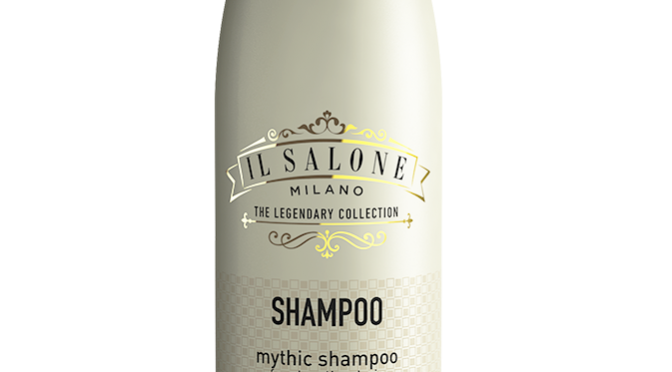 IL SALONE
MILANO
THE LEGENDARY COLLECTION
SHAMPOO
mythic shampoo